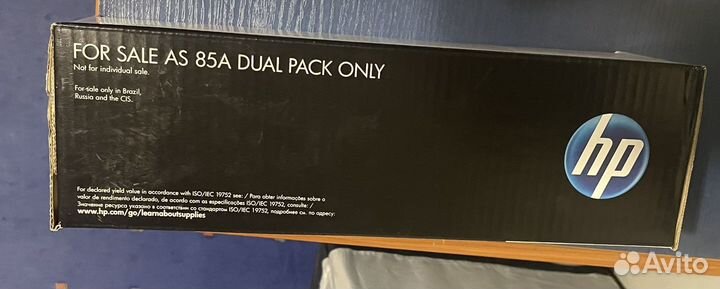 FOR SALE AS 85A DUAL PACK ONLY
Not for individual sale.
For-sale only in Brazil,
Russia and the CIS.
hp
For declared yield value in accordance with ISO/IEC 19752 see: / Para obter informações sobre o
valor de rendimento declarado, de acordo com as especificações ISO/IEC 19752, consulte: /
Значение ресурса указано в соответствии со стандартом ISO/IEC 19752, подробнее см. по адресу:
www.hp.com/go/learnaboutsupplies
Avito